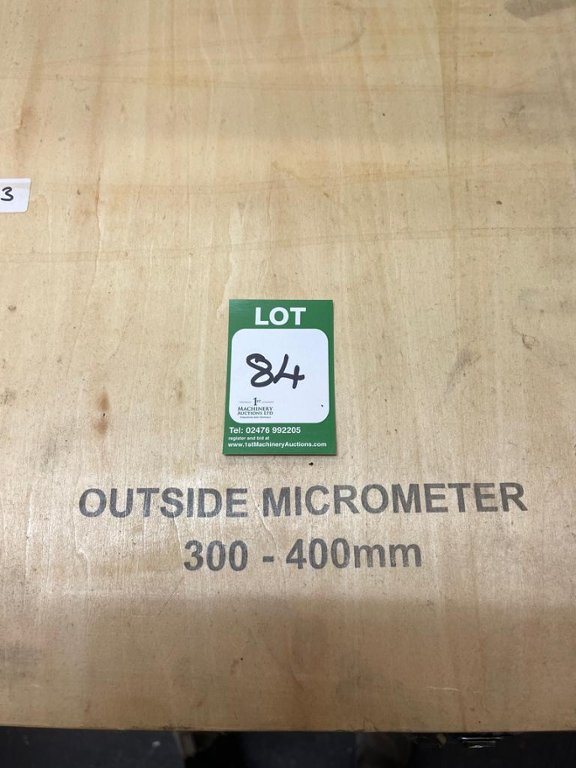 3
LOT
84
1st
MACHINERY
AUCTIONS LTD
Tel: 02476 992205
register and bid at
www.1stMachineryAuctions.com
OUTSIDE MICROMETER
300 - 400mm